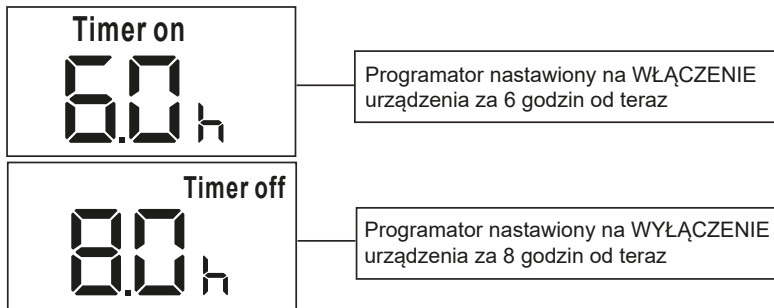 Timer on
6.0 h
Programator nastawiony na WŁĄCZENIE
urządzenia za 6 godzin od teraz
Timer off
8.0 h
Programator nastawiony na WYŁĄCZENIE
urządzenia za 8 godzin od teraz